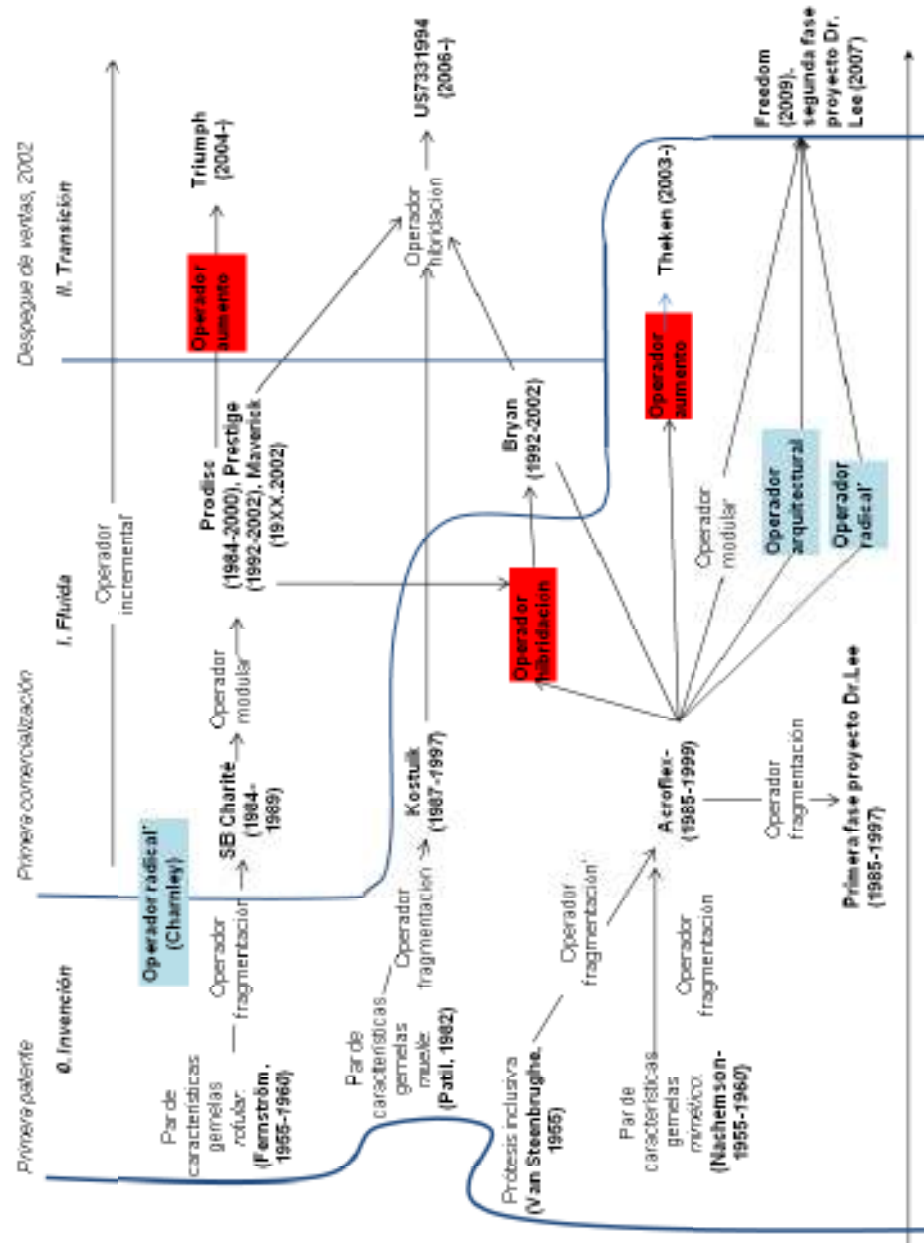 Primera patente
Primera comercialización
Despegue de ventas, 2002
0. Invención
I. Fluida
II. Transición
Operador
incremental
Operador radical’
(Charnley)
Par de
características
gemelas
rotular.
(Fernström,
1955-1960)
Operador
fragmentación
SB Charité
(1984-
1989)
Operador
modular
Prodisc
(1984-2000), Prestige
(1992-2002), Maverick
(19XX.2002)
Operador
aumento
Triumph
(2004-)
Par de
características
gemelas
muelle.
(Patil. 1982)
Operador
fragmentacion
Kostuik
(1987-1997)
Operador
hibridación
US7331994
(2006-)
Operador
hibridación
Bryan
(1992-2002)
Prótesis inclusiva
(Van Steenbrughe,
1955)
Operador
fragmentación’
Operador
aumento
Theken (2003-)
Par de
características
gemelas
mimético.
(Nachemson-
1955-1960)
Operador
fragmentación
Acroflex-
(1985-1999)
Operador
modular
Operador
arquitectural
Operador
radical’
Freedom
(2009).
segunda fase
proyecto Dr.
Lee (2007)
Operador
fragmentación
Primera fase proyecto Dr.Lee
(1985-1997)